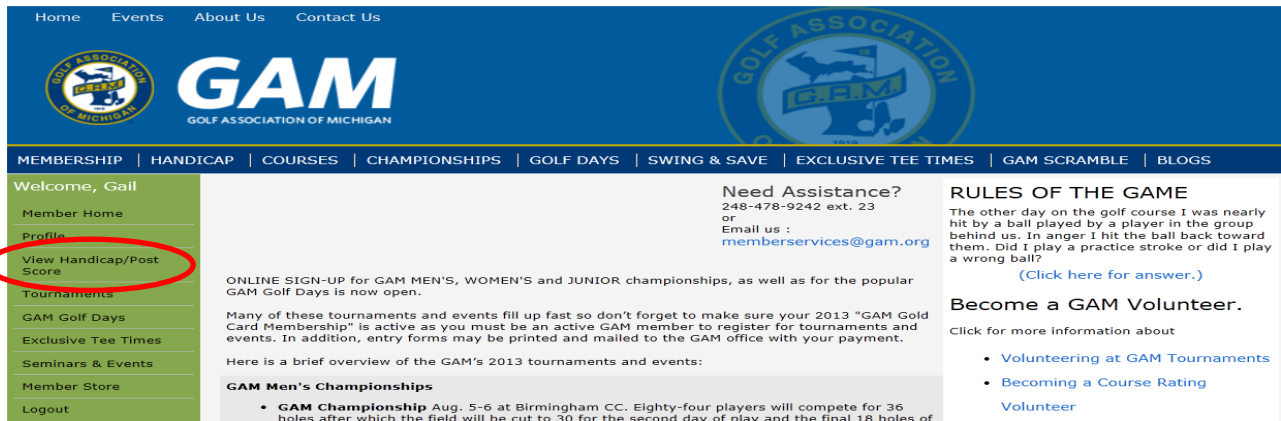 Home Events About Us Contact Us
GOLF ASSOCIATION
OF MICHIGAN
G.A.M.
1919
GAM
GOLF ASSOCIATION OF MICHIGAN
GOLF ASSOCIATION
G.A.M.
1919
MEMBERSHIP | HANDICAP | COURSES | CHAMPIONSHIPS | GOLF DAYS | SWING & SAVE | EXCLUSIVE TEE TIMES | GAM SCRAMBLE | BLOGS
Welcome, Gail
Member Home
Profile
View Handicap/Post
Score
Tournaments
GAM Golf Days
Exclusive Tee Times
Seminars & Events
Member Store
Logout
Need Assistance?
248-478-9242 ext. 23
or
Email us :
memberservices@gam.org
ONLINE SIGN-UP for GAM MEN'S, WOMEN'S and JUNIOR championships, as well as for the popular
GAM Golf Days is now open.
Many of these tournaments and events fill up fast so don't forget to make sure your 2013 "GAM Gold
Card Membership" is active as you must be an active GAM member to register for tournaments and
events. In addition, entry forms may be printed and mailed to the GAM office with your payment.
Here is a brief overview of the GAM's 2013 tournaments and events:
GAM Men's Championships
• GAM Championship Aug. 5-6 at Birmingham CC. Eighty-four players will compete for 36
holes after which the field will be cut to 30 for the second day of play and the final 18 holes of
RULES OF THE GAME
The other day on the golf course I was nearly
hit by a ball played by a player in the group
behind us. In anger I hit the ball back toward
them. Did I play a practice stroke or did I play
a wrong ball?
(Click here for answer.)
Become a GAM Volunteer.
Click for more information about
• Volunteering at GAM Tournaments
• Becoming a Course Rating
Volunteer